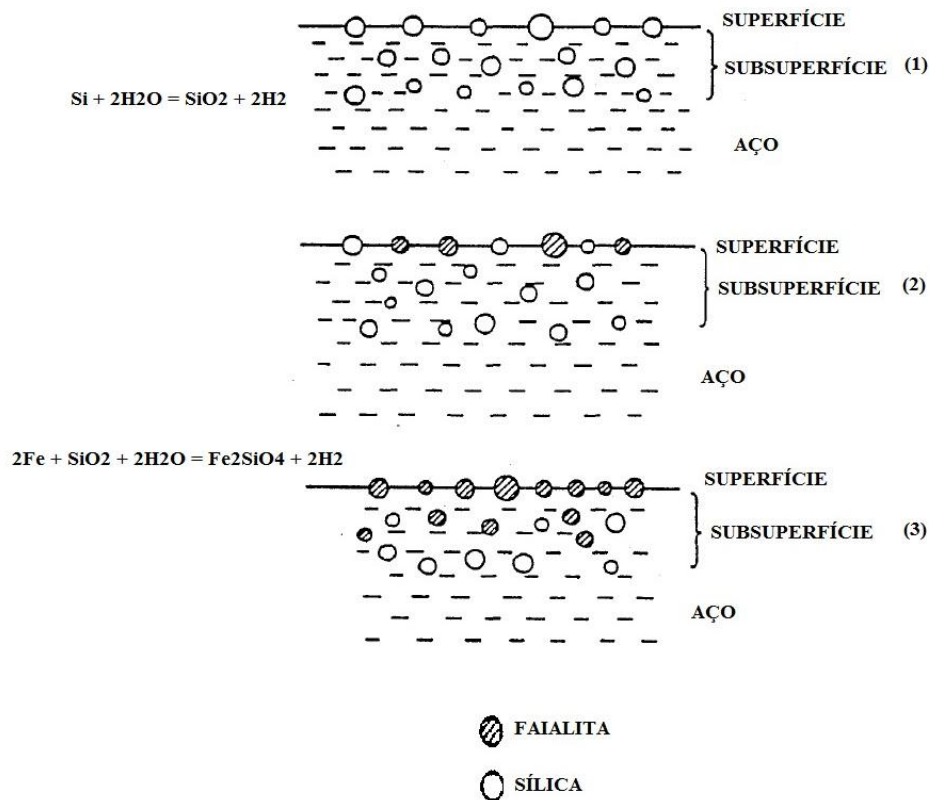 SUPERFÍCIE
SUBSUPERFÍCIE (1)
Si + 2H2O = SiO2 + 2H2
AÇO
SUPERFÍCIE
SUBSUPERFÍCIE (2)
AÇO
2Fe + SiO2 + 2H2O = Fe2SiO4 + 2H2
SUPERFÍCIE
SUBSUPERFÍCIE (3)
AÇO
FAIALITA
SÍLICA